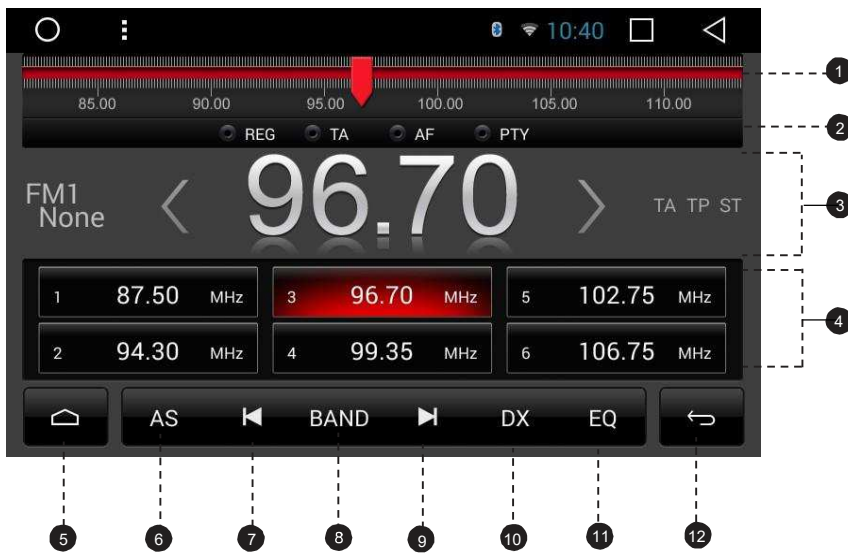 10:40
1
85.00 90.00 95.00 100.00 105.00 110.00
REG TA AF PTY
2
FM1
None
96.70
TA TP ST
3
1 87.50 MHz 3 96.70 MHz 5 102.75 MHz
2 94.30 MHz 4 99.35 MHz 6 106.75 MHz
4
AS BAND DX EQ
5 6 7 8 9 10 11 12